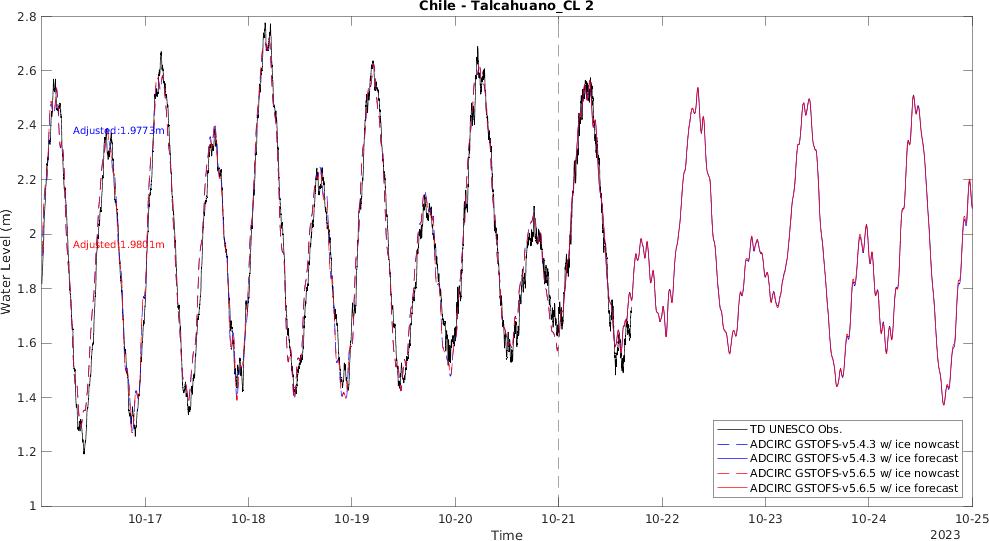 Chile - Talcahuano_CL 2
2.8
2.6
2.4
2.2
2
1.8
1.6
1.4
1.2
1
Water Level (m)
Adjusted:1.9773m
Adjusted:1.9801m
TD UNESCO Obs.
ADCIRC GSTOFS-v5.4.3 w/ ice nowcast
ADCIRC GSTOFS-v5.4.3 w/ ice forecast
ADCIRC GSTOFS-v5.6.5 w/ ice nowcast
ADCIRC GSTOFS-v5.6.5 w/ ice forecast
10-17 10-18 10-19 10-20 10-21 10-22 10-23 10-24 10-25
2023
Time